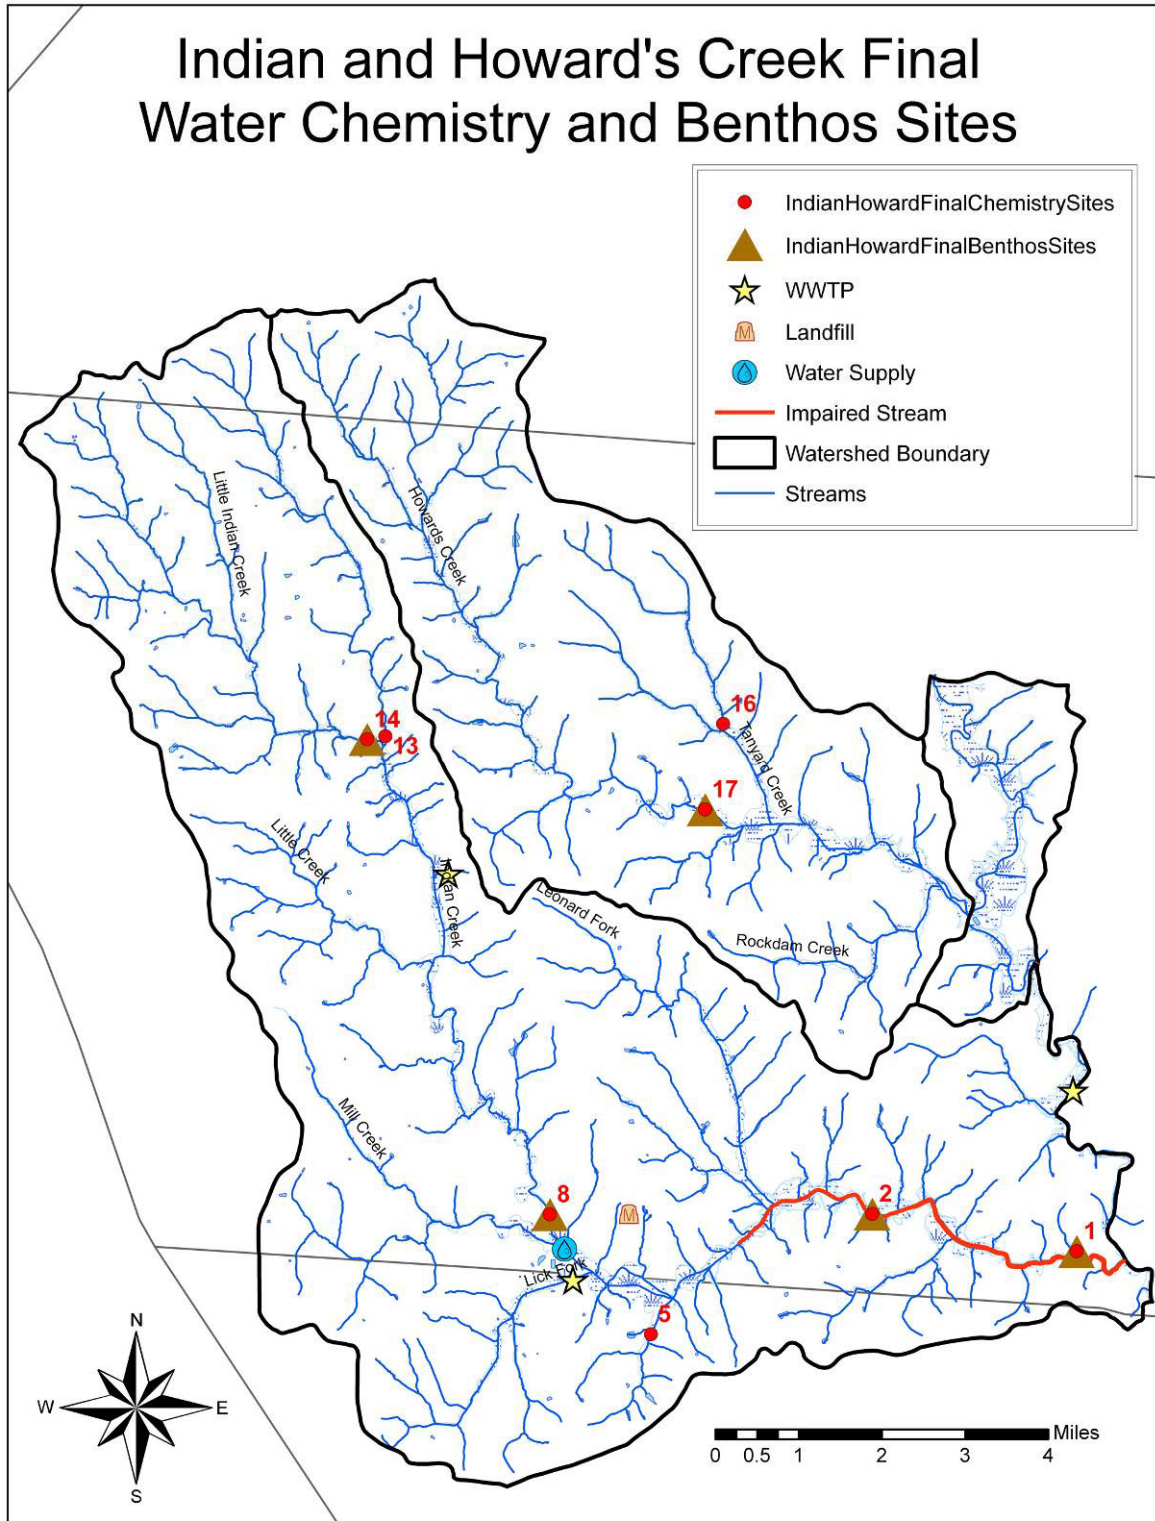 Indian and Howard's Creek Final
Water Chemistry and Benthos Sites
IndianHowardFinalChemistrySites
IndianHowardFinalBenthosSites
WWTP
M
Landfill
Water Supply
Impaired Stream
Watershed Boundary
Streams
Little Indian Creek
Howards Creek
16
14
13
Tanyard Creek
17
Little Creek
Creek
Leonard Fork
Rockdam Creek
Mill Creek
8
M
2
1
Lick Fork
5
N
W
E
S
Miles
0 0.5 1 2 3 4